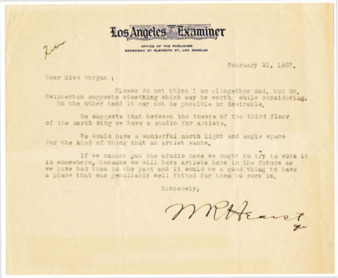 Los Angeles Examiner
OFFICE OF THE PUBLISHER
BROADWAY AT ELEVENTH ST., LOS ANGELES
February 21, 1927.
Dear Miss Morgan :
Please do not think I am altogether mad, but Mr.
Swinnerton suggests something which may be worth while considering.
On the other hand it may not be possible or desirable.
He suggests that between the towers of the third floor
of the north wing we have a studio for artists.
We would have a wonderful north light and ample space
for the kind of thing that an artist wants.
If we cannot put the studio here we ought to try to work it
in somewhere, because we will have artists here in the future as
we have had them in the past and it would be a good thing to have
a place that was peculiarly well fitted for them to work in.
Sincerely,
W R Hearst